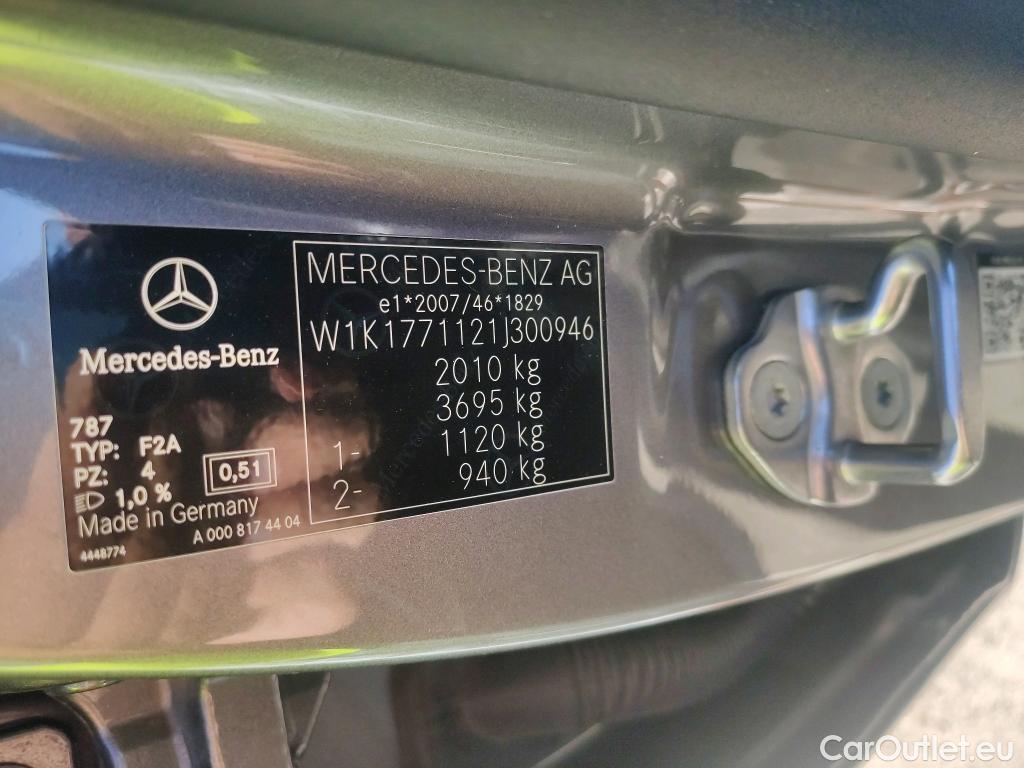 Mercedes-Benz
787
TYP: F2A
PZ: 4
1,0 %
0,51
Made in Germany
A 000 817 44 04
4448774
MERCEDES-BENZ AG
e1*2007/46*1829
W1K1771121J300946
2010 kg
3695 kg
1- 1120 kg
2- 940 kg
CarOutlet.eu